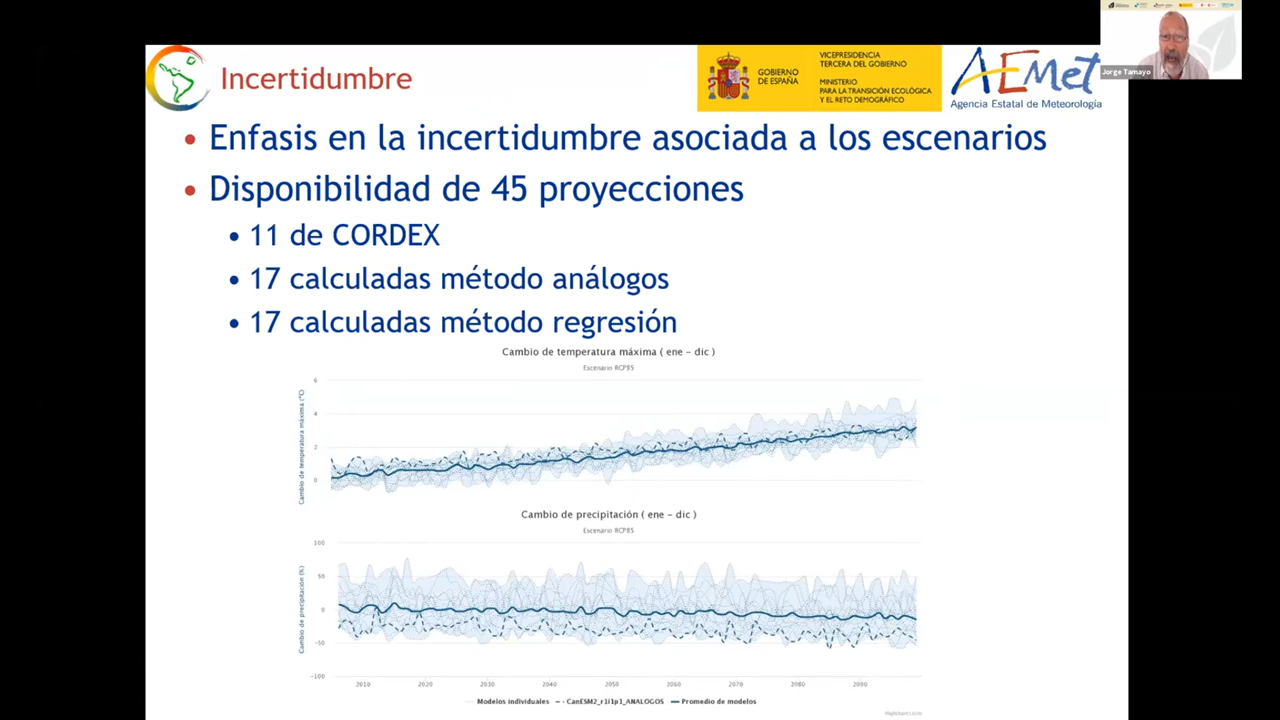 Incertidumbre
GOBIERNO
DE ESPAÑA
VICEPRESIDENCIA
TERCERA DEL GOBIERNO
MINISTERIO
PARA LA TRANSICIÓN ECOLÓGICA
Y EL RETO DEMOGRÁFICO
AEMet
Agencia Estatal de Meteorología
Jorge Tamayo
Enfasis en la incertidumbre asociada a los escenarios
Disponibilidad de 45 proyecciones
11 de CORDEX
17 calculadas método análogos
17 calculadas método regresión
Cambio de temperatura máxima ( ene – dic )
Escenario RCP85
Cambio de temperatura máxima (°C)
6
4
2
0
Cambio de precipitación ( ene – dic )
Escenario RCP85
Cambio de precipitación (%)
100
50
0
-50
-100
2010 2020 2030 2040 2050 2060 2070 2080 2090
Modelos individuales CanESM2_r1i1p1_ANALOGOS Promedio de modelos